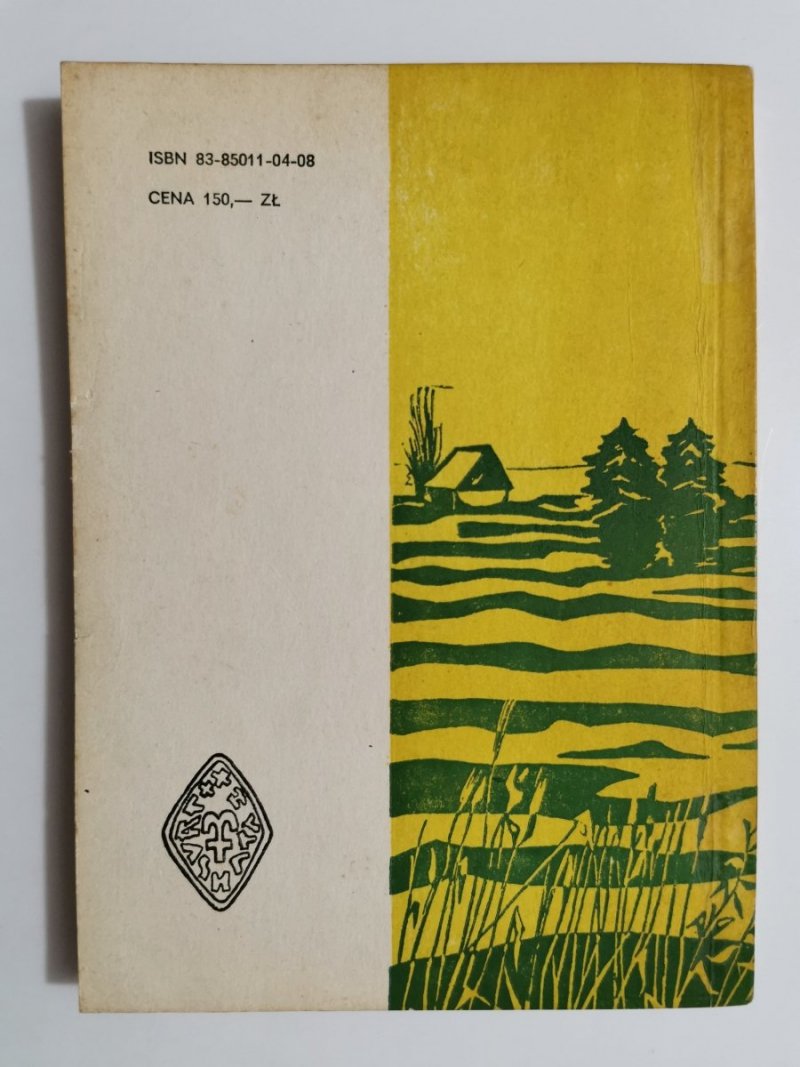 ISBN 83-85011-04-08
CENA 150,— ZŁ